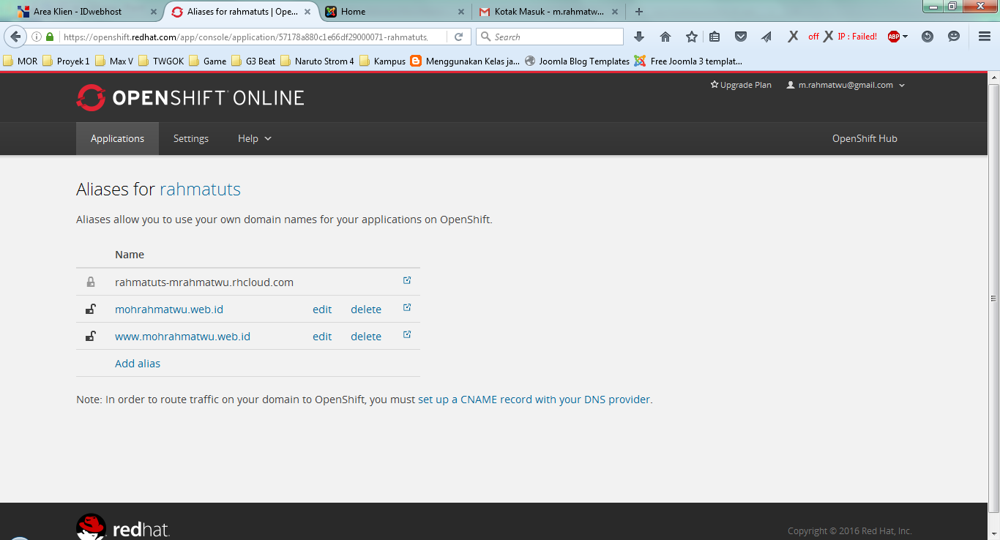 Area Klien - IDwebhost
Aliases for rahmatuts | Ope...
Home
Kotak Masuk - m.rahmatw...
https://openshift.redhat.com/app/console/application/57178a880c1e66df29000071-rahmatuts,
Search
ABP
off
IP : Failed!
MOR
Proyek 1
Max V
TWGOK
Game
G3 Beat
Naruto Strom 4
Kampus
Menggunakan Kelas ja...
Joomla Blog Templates
Free Joomla 3 templat...
OPENSHIFT ONLINE
Upgrade Plan
m.rahmatwu@gmail.com
Applications
Settings
Help
OpenShift Hub
Aliases for rahmatuts
Aliases allow you to use your own domain names for your applications on OpenShift.
Name
rahmatuts-mrahmatwu.rhcloud.com
mohrahmatwu.web.id edit delete
www.mohrahmatwu.web.id edit delete
Add alias
Note: In order to route traffic on your domain to OpenShift, you must set up a CNAME record with your DNS provider.
redhat.
Copyright © 2016 Red Hat, Inc.